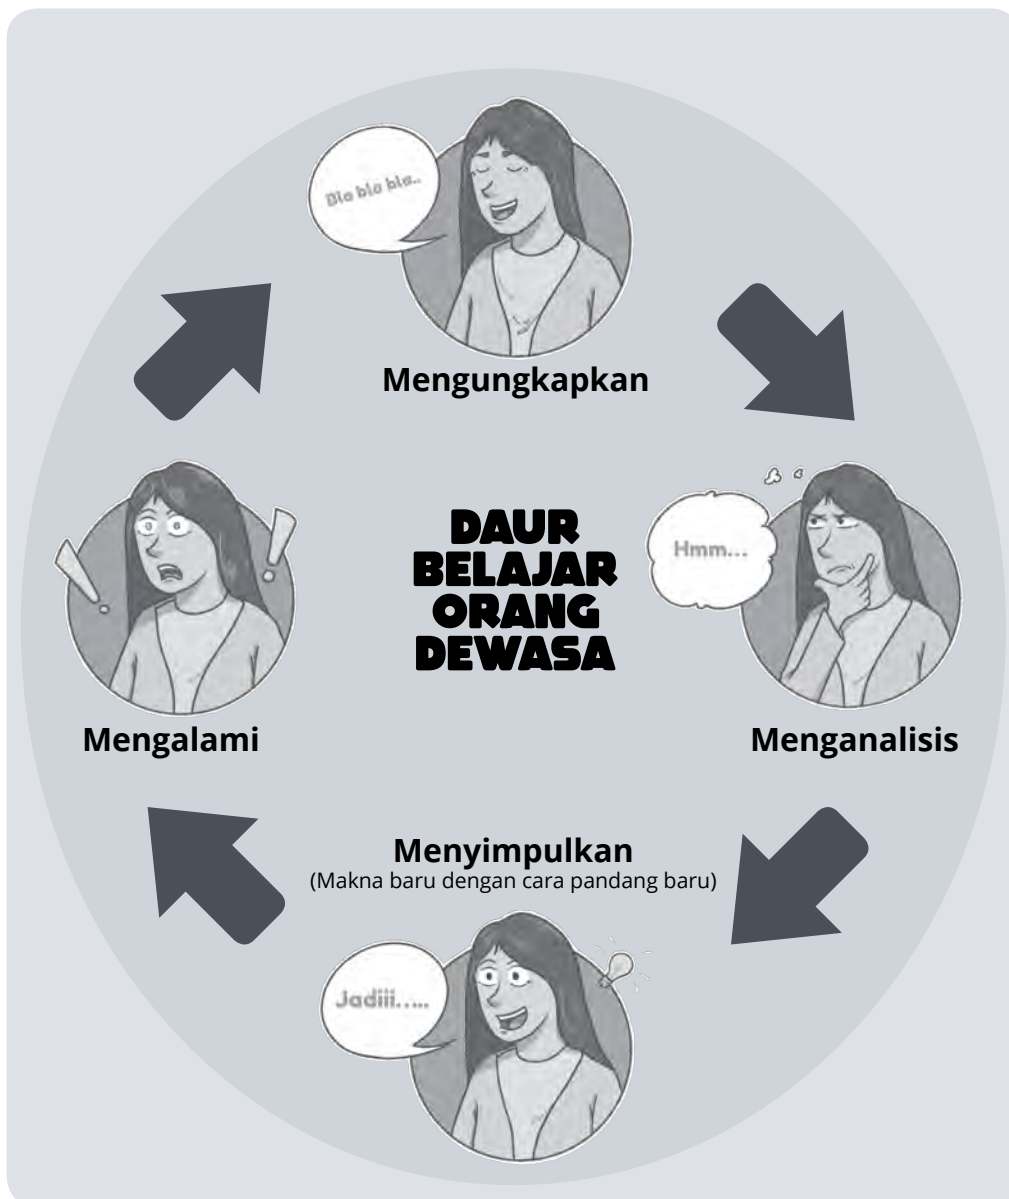 Bla bla bla..
Mengungkapkan
DAUR
BELAJAR
ORANG
DEWASA
Hmm...
Mengalami
Menganalisis
Menyimpulkan
(Makna baru dengan cara pandang baru)
Jadiii.....